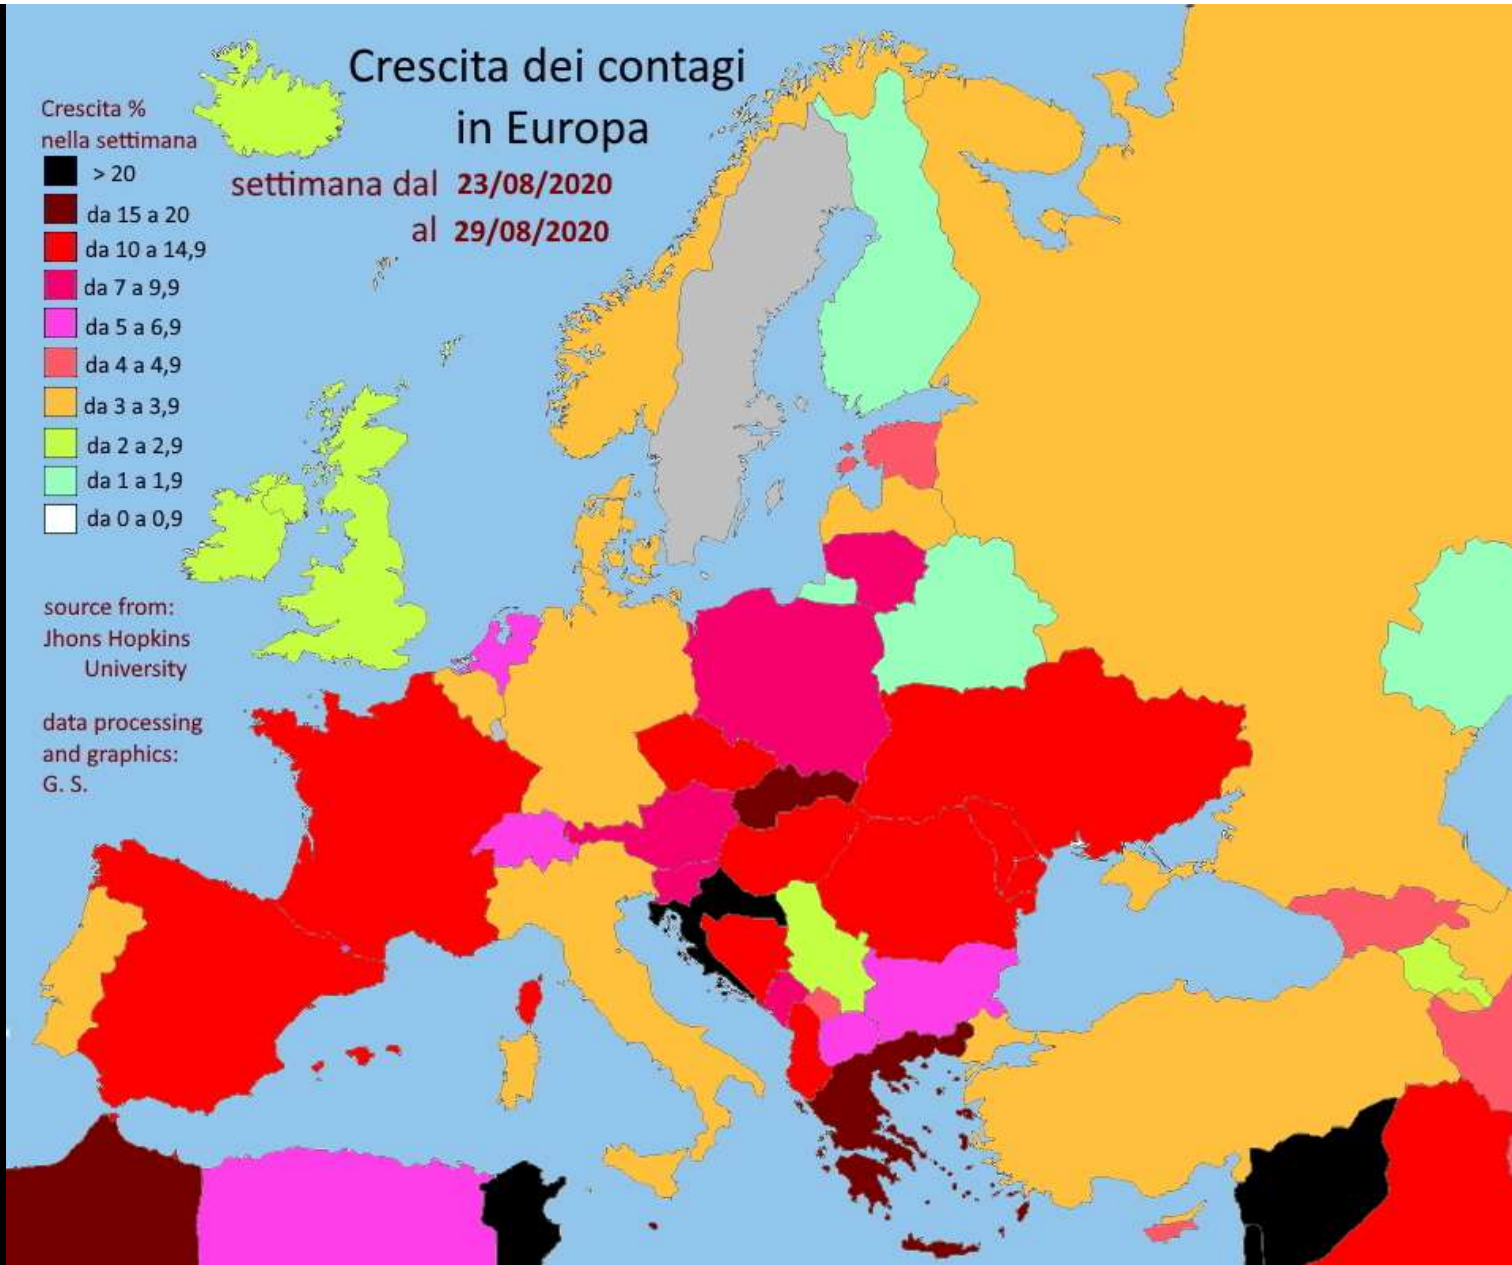 Crescita dei contagi
in Europa
settimana dal 23/08/2020
al 29/08/2020
Crescita %
nella settimana
> 20
da 15 a 20
da 10 a 14,9
da 7 a 9,9
da 5 a 6,9
da 4 a 4,9
da 3 a 3,9
da 2 a 2,9
da 1 a 1,9
da 0 a 0,9
source from:
Jhons Hopkins
University
data processing
and graphics:
G. S.